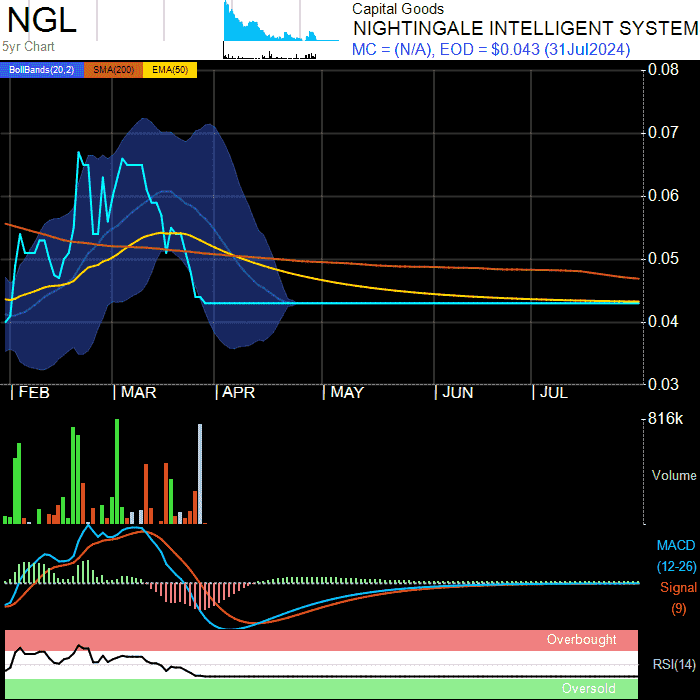 NGL
5yr Chart
Capital Goods
NIGHTINGALE INTELLIGENT SYSTEM
MC = (N/A), EOD = $0.043 (31Jul2024)
BollBands(20,2) SMA(200) EMA(50)
0.08
0.07
0.06
0.05
0.04
0.03
FEB MAR APR MAY JUN JUL
816k
Volume
MACD
(12-26)
Signal
(9)
Overbought
RSI(14)
Oversold